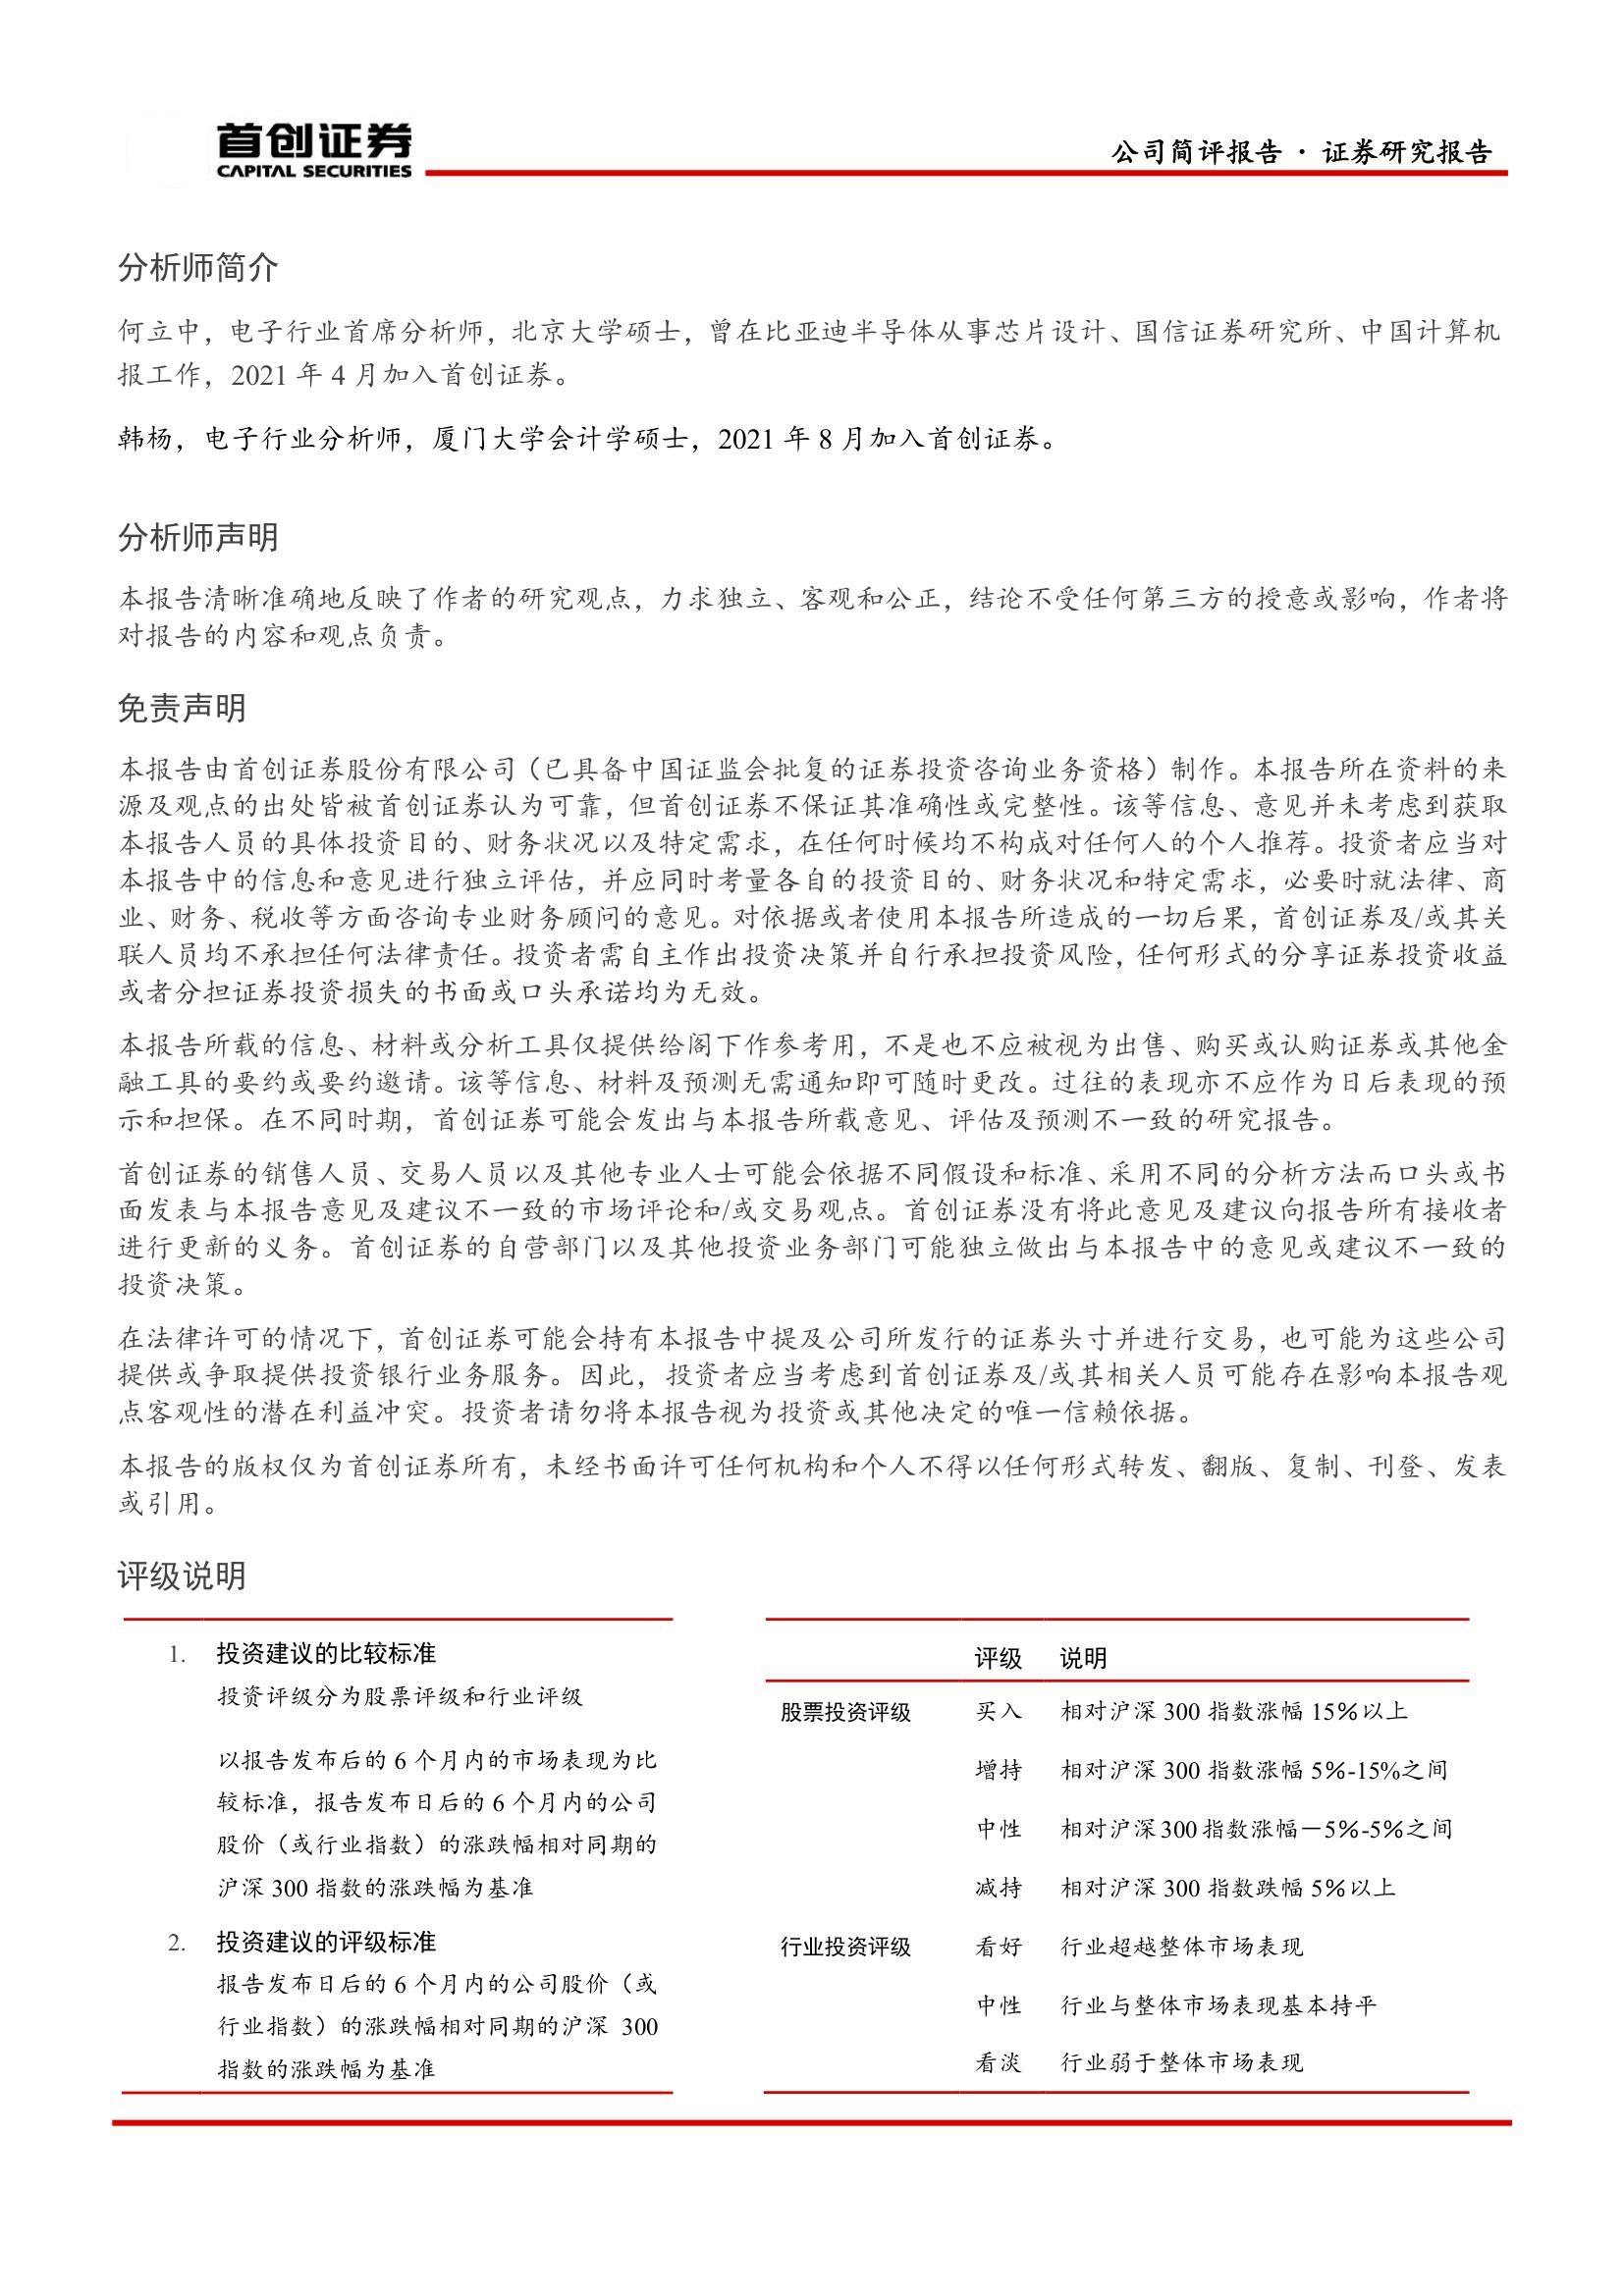 首创证券
CAPITAL SECURITIES
公司简评报告 · 证券研究报告
分析师简介
何立中，电子行业首席分析师，北京大学硕士，曾在比亚迪半导体从事芯片设计、国信证券研究所、中国计算机
报工作，2021 年 4 月加入首创证券。
韩杨，电子行业分析师，厦门大学会计学硕士，2021 年 8 月加入首创证券。
分析师声明
本报告清晰准确地反映了作者的研究观点，力求独立、客观和公正，结论不受任何第三方的授意或影响，作者将
对报告的内容和观点负责。
免责声明
本报告由首创证券股份有限公司（已具备中国证监会批复的证券投资咨询业务资格）制作。本报告所在资料的来
源及观点的出处皆被首创证券认为可靠，但首创证券不保证其准确性或完整性。该等信息、意见并未考虑到获取
本报告人员的具体投资目的、财务状况以及特定需求，在任何时候均不构成对任何人的个人推荐。投资者应当对
本报告中的信息和意见进行独立评估，并应同时考量各自的投资目的、财务状况和特定需求，必要时就法律、商
业、财务、税收等方面咨询专业财务顾问的意见。对依据或者使用本报告所造成的一切后果，首创证券及/或其关
联人员均不承担任何法律责任。投资者需自主作出投资决策并自行承担投资风险，任何形式的分享证券投资收益
或者分担证券投资损失的书面或口头承诺均为无效。
本报告所载的信息、材料或分析工具仅提供给阁下作参考用，不是也不应被视为出售、购买或认购证券或其他金
融工具的要约或要约邀请。该等信息、材料及预测无需通知即可随时更改。过往的表现亦不应作为日后表现的预
示和担保。在不同时期，首创证券可能会发出与本报告所载意见、评估及预测不一致的研究报告。
首创证券的销售人员、交易人员以及其他专业人士可能会依据不同假设和标准、采用不同的分析方法而口头或书
面发表与本报告意见及建议不一致的市场评论和/或交易观点。首创证券没有将此意见及建议向报告所有接收者
进行更新的义务。首创证券的自营部门以及其他投资业务部门可能独立做出与本报告中的意见或建议不一致的
投资决策。
在法律许可的情况下，首创证券可能会持有本报告中提及公司所发行的证券头寸并进行交易，也可能为这些公司
提供或争取提供投资银行业务服务。因此，投资者应当考虑到首创证券及/或其相关人员可能存在影响本报告观
点客观性的潜在利益冲突。投资者请勿将本报告视为投资或其他决定的唯一信赖依据。
本报告的版权仅为首创证券所有，未经书面许可任何机构和个人不得以任何形式转发、翻版、复制、刊登、发表
或引用。
评级说明
1. 投资建议的比较标准
投资评级分为股票评级和行业评级
以报告发布后的 6 个月内的市场表现为比
较标准，报告发布日后的 6 个月内的公司
股价（或行业指数）的涨跌幅相对同期的
沪深 300 指数的涨跌幅为基准
2. 投资建议的评级标准
报告发布日后的 6 个月内的公司股价（或
行业指数）的涨跌幅相对同期的沪深 300
指数的涨跌幅为基准
评级 说明
股票投资评级 买入 相对沪深 300 指数涨幅 15％以上
增持 相对沪深 300 指数涨幅 5％-15％之间
中性 相对沪深 300 指数涨幅－5％-5％之间
减持 相对沪深 300 指数跌幅 5％以上
行业投资评级 看好 行业超越整体市场表现
中性 行业与整体市场表现基本持平
看淡 行业弱于整体市场表现